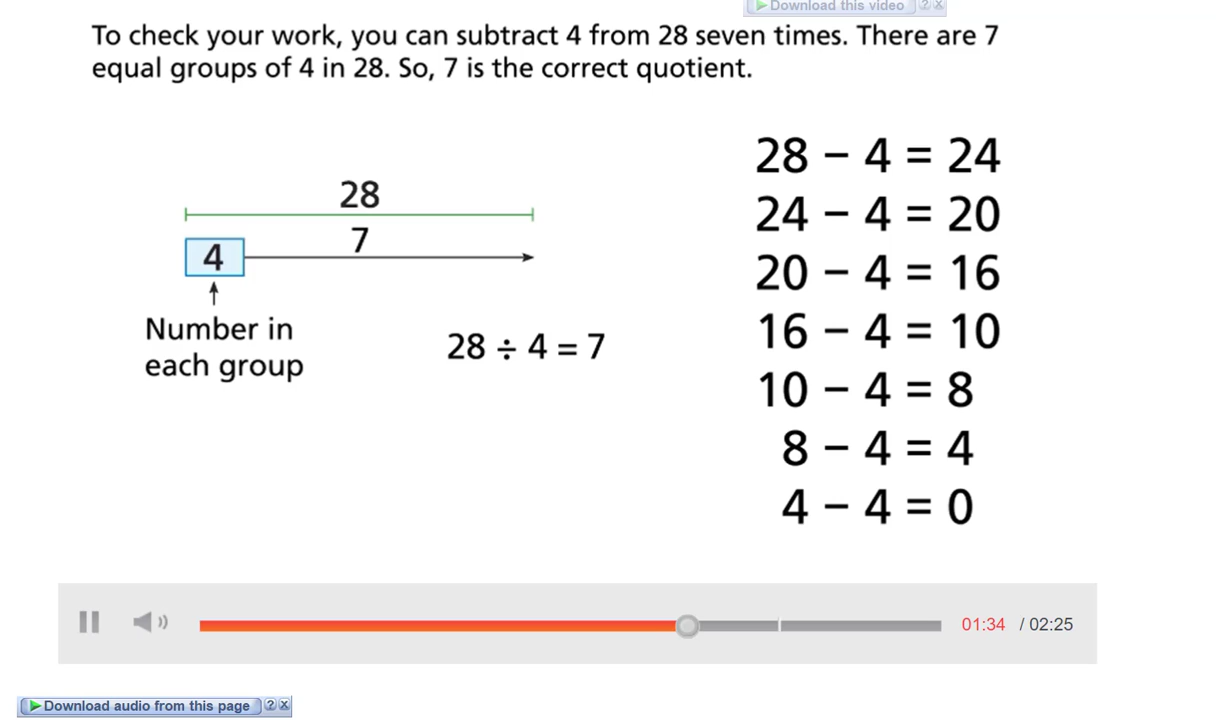 Download this video
To check your work, you can subtract 4 from 28 seven times. There are 7
equal groups of 4 in 28. So, 7 is the correct quotient.
28
7
4
Number in
each group
28 ÷ 4 = 7
28 − 4 = 24
24 − 4 = 20
20 − 4 = 16
16 − 4 = 10
10 − 4 = 8
8 − 4 = 4
4 − 4 = 0
01:34 / 02:25
Download audio from this page ? x